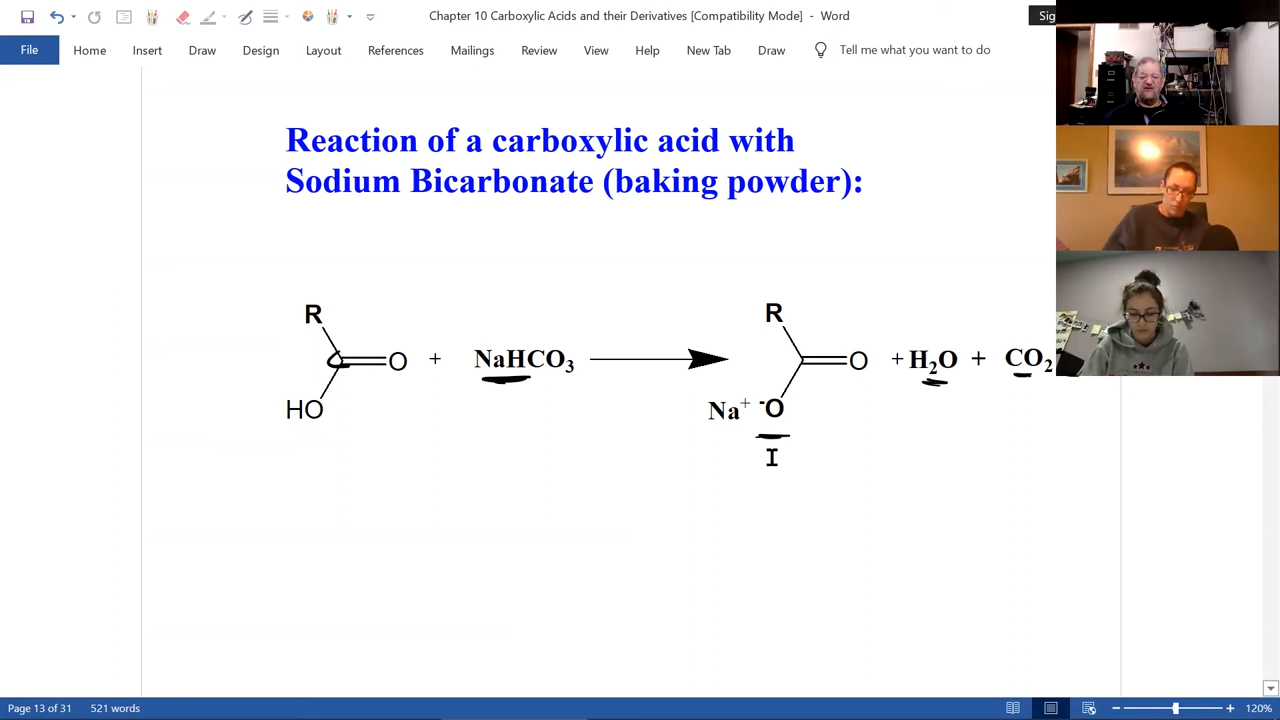 Chapter 10 Carboxylic Acids and their Derivatives [Compatibility Mode] - Word
File Home Insert Draw Design Layout References Mailings Review View Help New Tab Draw Tell me what you want to do
Reaction of a carboxylic acid with
Sodium Bicarbonate (baking powder):
R R
O + NaHCO₃ O + H₂O + CO₂
HO Na⁺ ⁻O
Page 13 of 31 521 words 120%